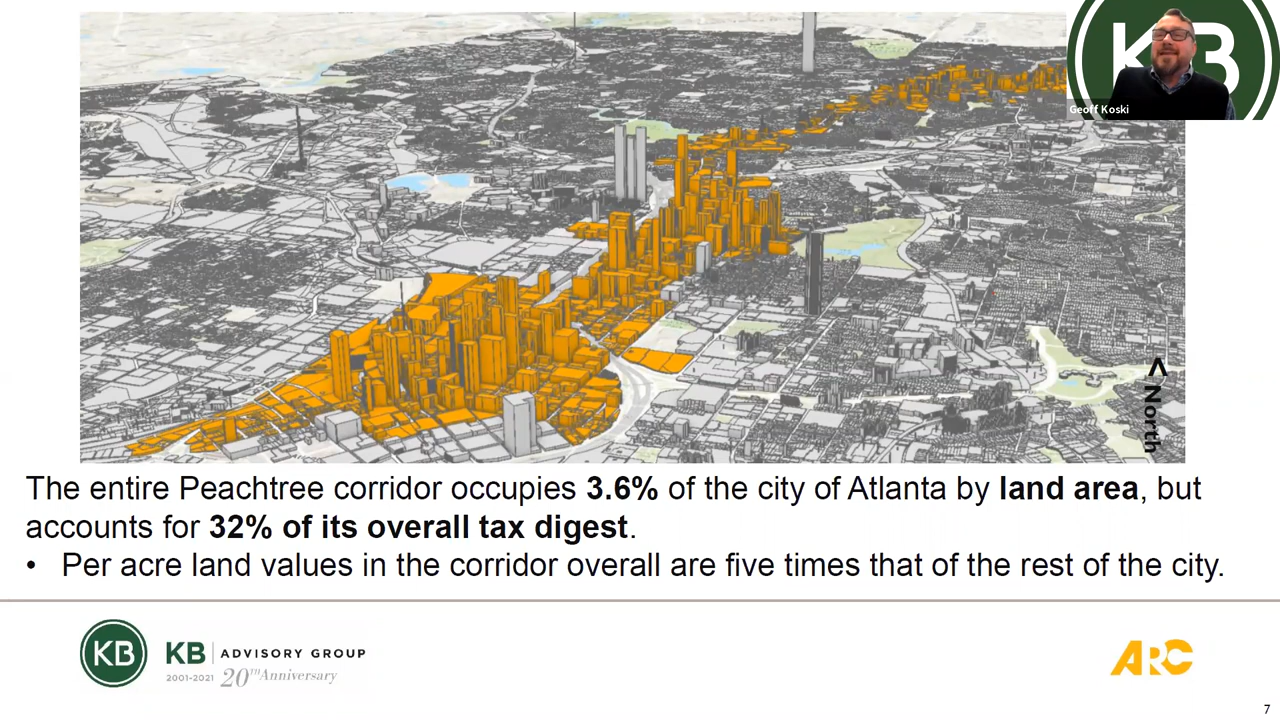 KB
Geoff Koski
< North
The entire Peachtree corridor occupies 3.6% of the city of Atlanta by land area, but
accounts for 32% of its overall tax digest.
• Per acre land values in the corridor overall are five times that of the rest of the city.
KB
KB ADVISORY GROUP
2001-2021 20th Anniversary
ARC
7